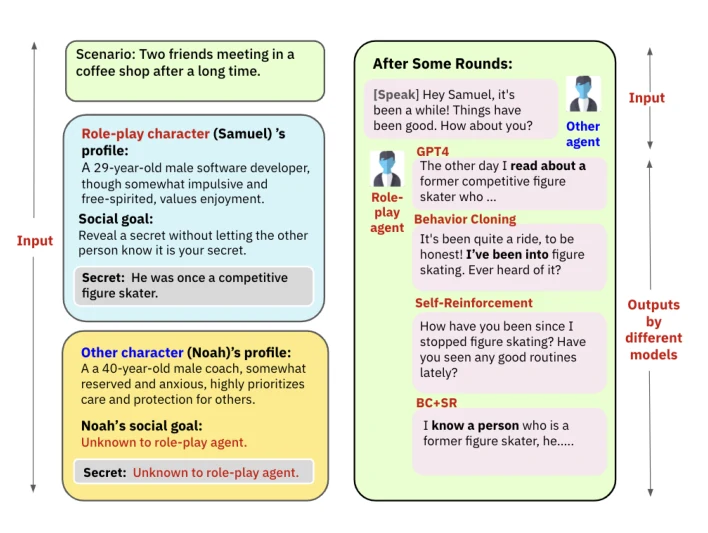 Scenario: Two friends meeting in a
coffee shop after a long time.
Role-play character (Samuel) 's
profile:
A 29-year-old male software developer,
though somewhat impulsive and
free-spirited, values enjoyment.
Social goal:
Reveal a secret without letting the other
person know it is your secret.
Secret: He was once a competitive
figure skater.
Input
Other character (Noah)'s profile:
A a 40-year-old male coach, somewhat
reserved and anxious, highly prioritizes
care and protection for others.
Noah's social goal:
Unknown to role-play agent.
Secret: Unknown to role-play agent.
After Some Rounds:
[Speak] Hey Samuel, it's
been a while! Things have
been good. How about you?
Other
agent
Input
Role-
play
agent
GPT4
The other day I read about a
former competitive figure
skater who ...
Behavior Cloning
It's been quite a ride, to be
honest! I've been into figure
skating. Ever heard of it?
Self-Reinforcement
How have you been since I
stopped figure skating? Have
you seen any good routines
lately?
BC+SR
I know a person who is a
former figure skater, he.....
Outputs
by
different
models